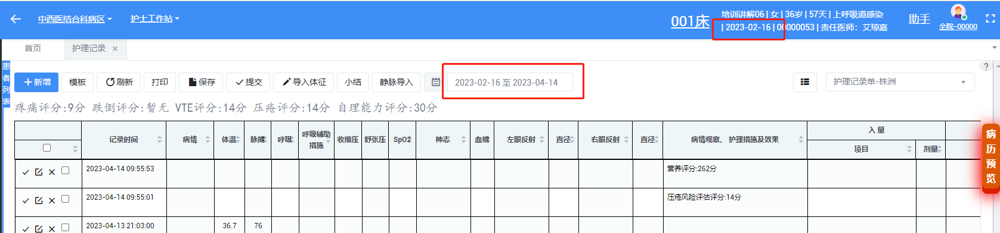 中西医结合科病区 护士工作站 001床 培训讲解06 | 女 | 36岁 | 57天 | 上呼吸道感染 助手
| 2023-02-16 | 00000053 | 责任医师：艾琼嘉 全院-00000
首页 护理记录
患者列表
新增 模板 刷新 打印 保存 提交 导入体征 小结 静脉导入 2023-02-16 至 2023-04-14 护理记录单-株洲 ?
疼痛评分:9分 跌倒评分:暂无 VTE评分:14分 压疮评分:14分 自理能力评分:30分
记录时间 病情 体温 脉搏 呼吸 呼吸辅助措施 收缩压 舒张压 SpO2 神志 血糖 左眼反射 直径 右眼反射 直径 病情观察、护理措施及效果 入量
项目 剂量
2023-04-14 09:55:53 营养评分:262分
2023-04-14 09:55:01 压疮风险评估评分:14分
2023-04-13 21:03:00 36.7 76
病历预览